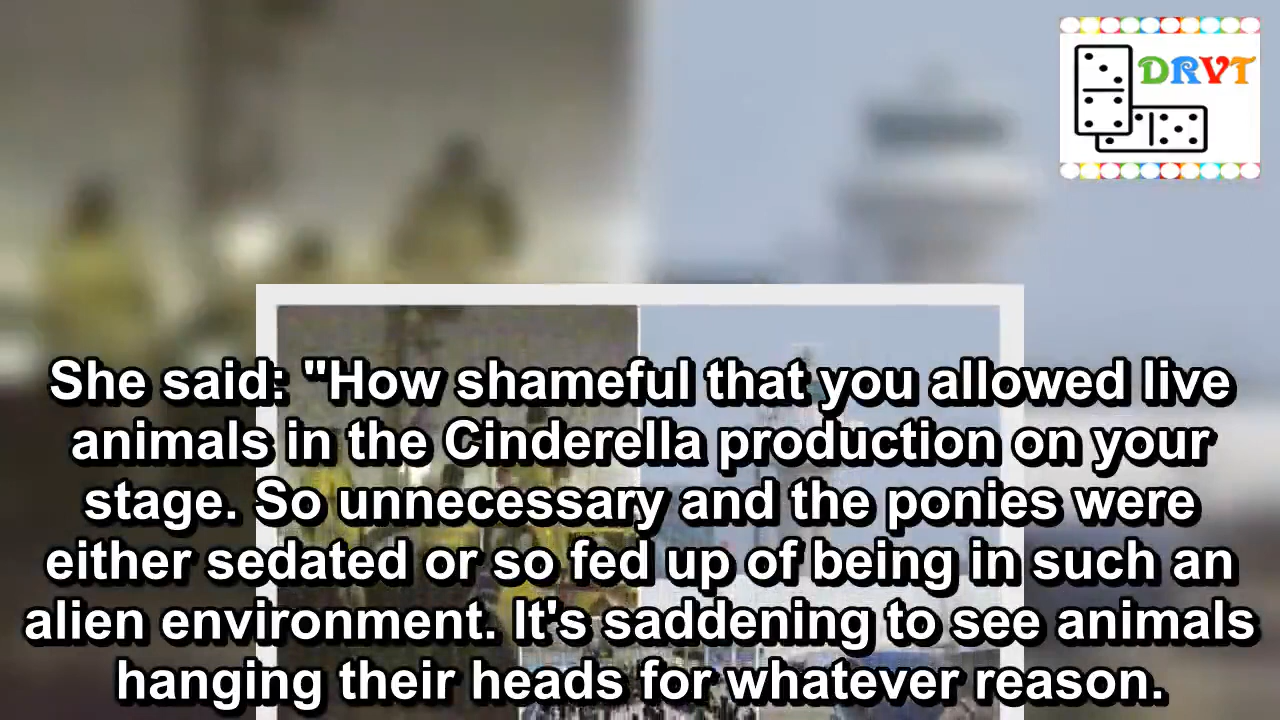 DRVT
She said: "How shameful that you allowed live
animals in the Cinderella production on your
stage. So unnecessary and the ponies were
either sedated or so fed up of being in such an
alien environment. It's saddening to see animals
hanging their heads for whatever reason.